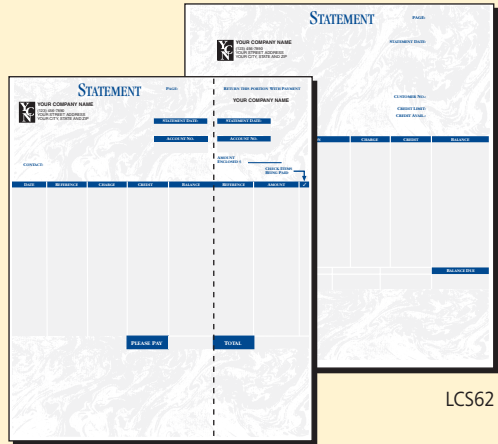 STATEMENT
PAGE:
YOUR COMPANY NAME
(123) 456-7890
YOUR STREET ADDRESS
YOUR CITY, STATE AND ZIP
STATEMENT DATE:
CUSTOMER NO.:
CREDIT LIMIT:
CREDIT AVAIL.:
CHARGE CREDIT BALANCE
BALANCE DUE
STATEMENT
PAGE:
RETURN THIS PORTION WITH PAYMENT
YCN
YOUR COMPANY NAME
(123) 456-7890
YOUR STREET ADDRESS
YOUR CITY, STATE AND ZIP
YOUR COMPANY NAME
STATEMENT DATE:
STATEMENT DATE:
ACCOUNT NO.
ACCOUNT NO.
CONTACT:
AMOUNT
ENCLOSED $
CHECK ITEMS
BEING PAID
DATE REFERENCE CHARGE CREDIT BALANCE REFERENCE AMOUNT ✓
PLEASE PAY
TOTAL
LCS62